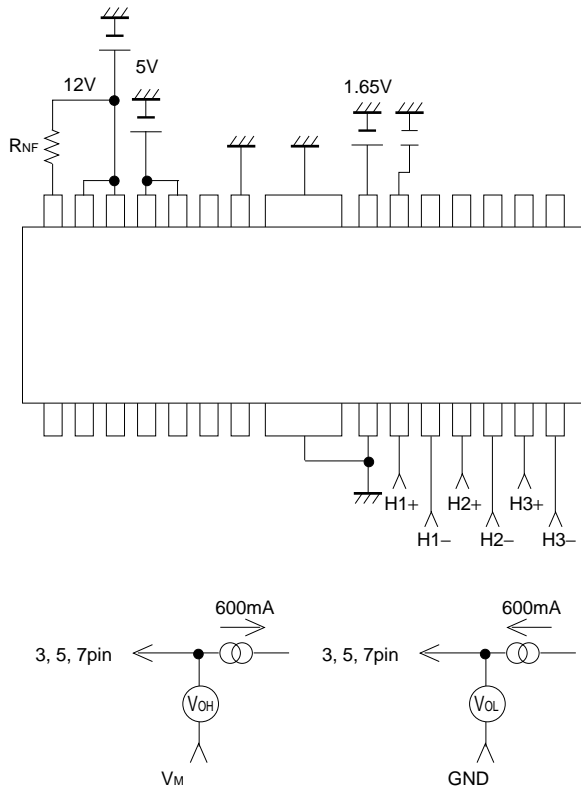 5V
12V
1.65V
RNF
H1+
H2+
H3+
H1−
H2−
H3−
600mA
600mA
3, 5, 7pin
3, 5, 7pin
VOH
VOL
VM
GND